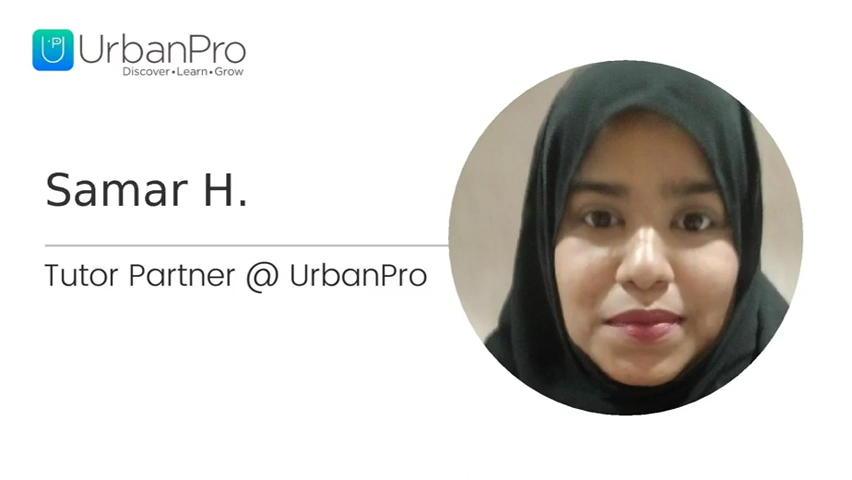 UrbanPro
Discover•Learn•Grow
Samar H.
Tutor Partner @ UrbanPro